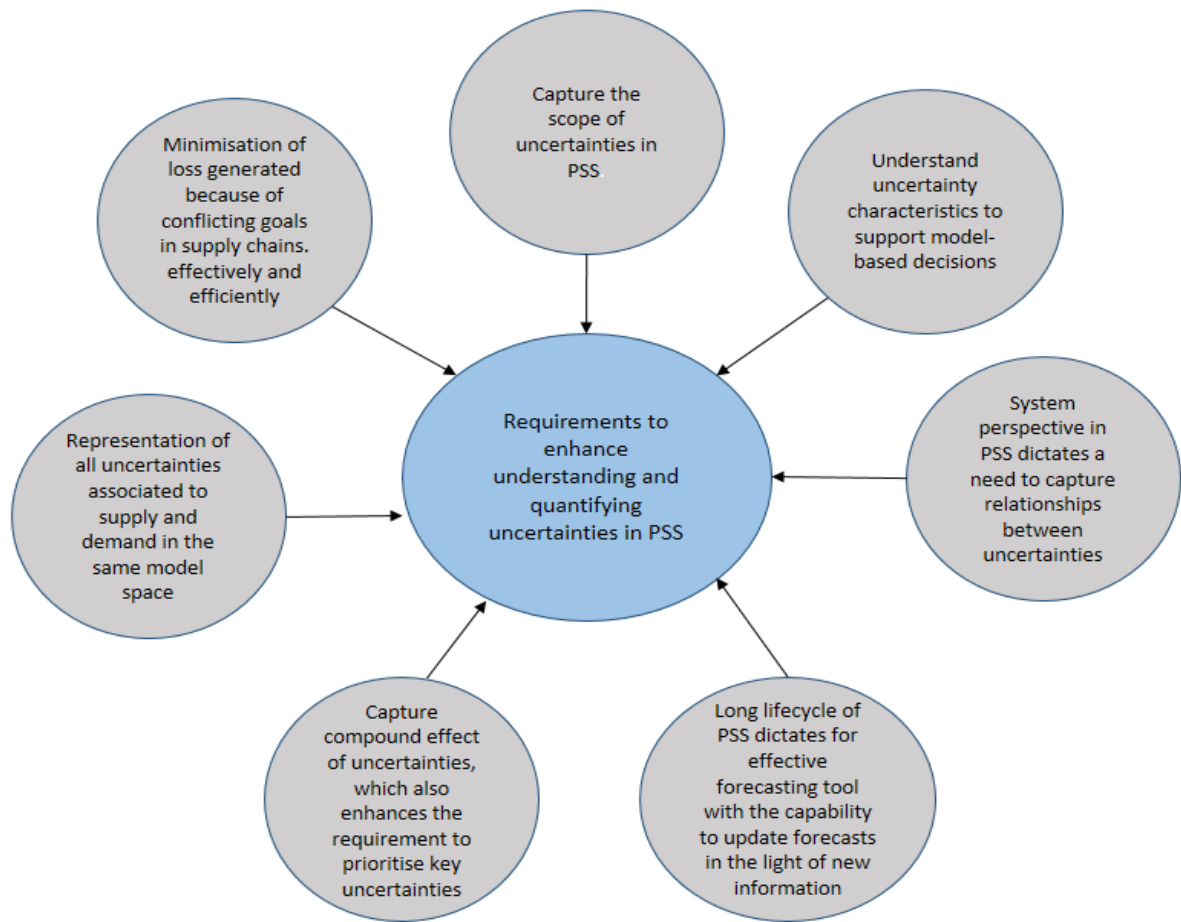 Capture the
scope of
uncertainties in
PSS.
Understand
uncertainty
characteristics to
support model-
based decisions
System
perspective in
PSS dictates a
need to capture
relationships
between
uncertainties
Long lifecycle of
PSS dictates for
effective
forecasting tool
with the capability
to update forecasts
in the light of new
information
Capture
compound effect
of uncertainties,
which also
enhances the
requirement to
prioritise key
uncertainties
Representation of
all uncertainties
associated to
supply and
demand in the
same model
space
Minimisation of
loss generated
because of
conflicting goals
in supply chains.
effectively and
efficiently
Requirements to
enhance
understanding and
quantifying
uncertainties in PSS